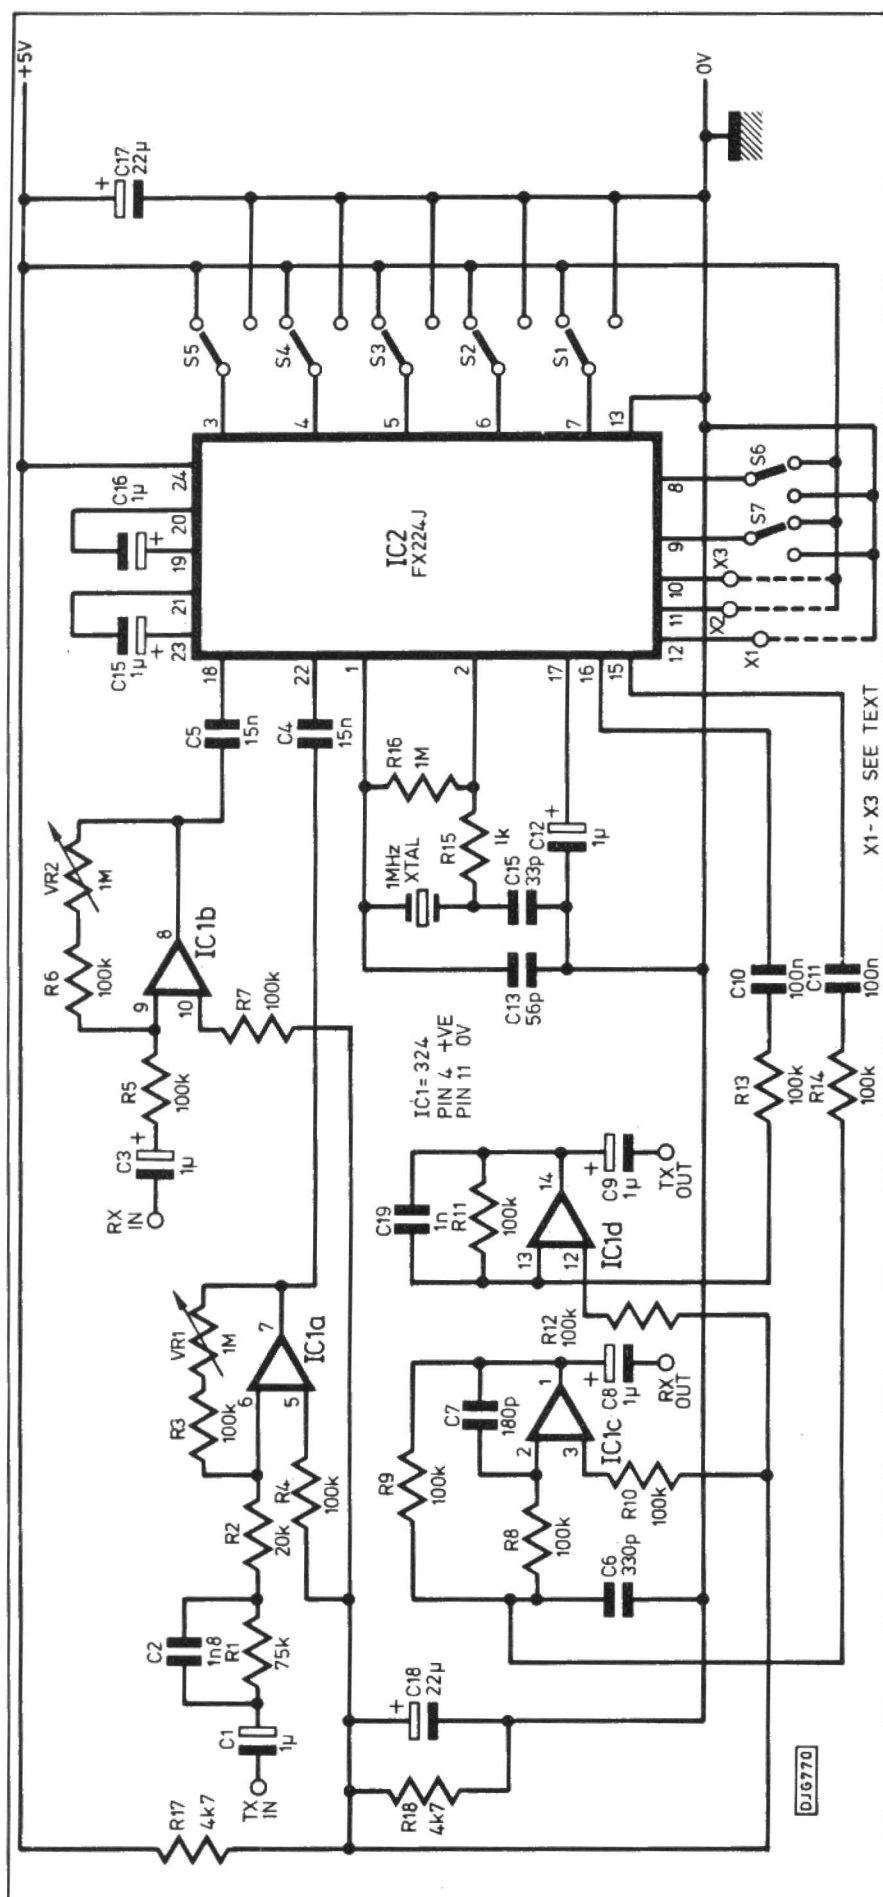 +5V
C17
22µ
0V
S5
S4
S3
S2
S1
3
4
5
6
7
13
24
C16
1µ
20
19
21
C15
1µ
23
IC2
FX224J
8
S6
9
S7
10
X3
11
X2
12
X1
18
22
1
2
17
16
15
C5
15n
C4
15n
R16
1M
R15
1k
1MHz
XTAL
C15
33p
C12
1µ
C13
56p
X1-X3 SEE TEXT
VR2
1M
R6
100k
8
IC1b
9
10
R7
100k
R5
100k
C3
1µ
RX
IN
IC1=324
PIN 4 +VE
PIN 11 0V
C10
100n
C11
100n
R13
100k
R14
100k
C19
1n
R11
100k
14
13
12
IC1d
C9
1µ
TX
OUT
R12
100k
VR1
1M
R3
100k
7
IC1a
6
5
R4
100k
R2
20k
C2
1n8
R1
75k
C1
1µ
TX
IN
C7
180p
R9
100k
1
2
3
IC1c
C8
1µ
RX
OUT
R8
100k
R10
100k
C6
330p
C18
22µ
R17
4k7
R18
4k7
DJG770
+
+
+
+
+
+
+
+